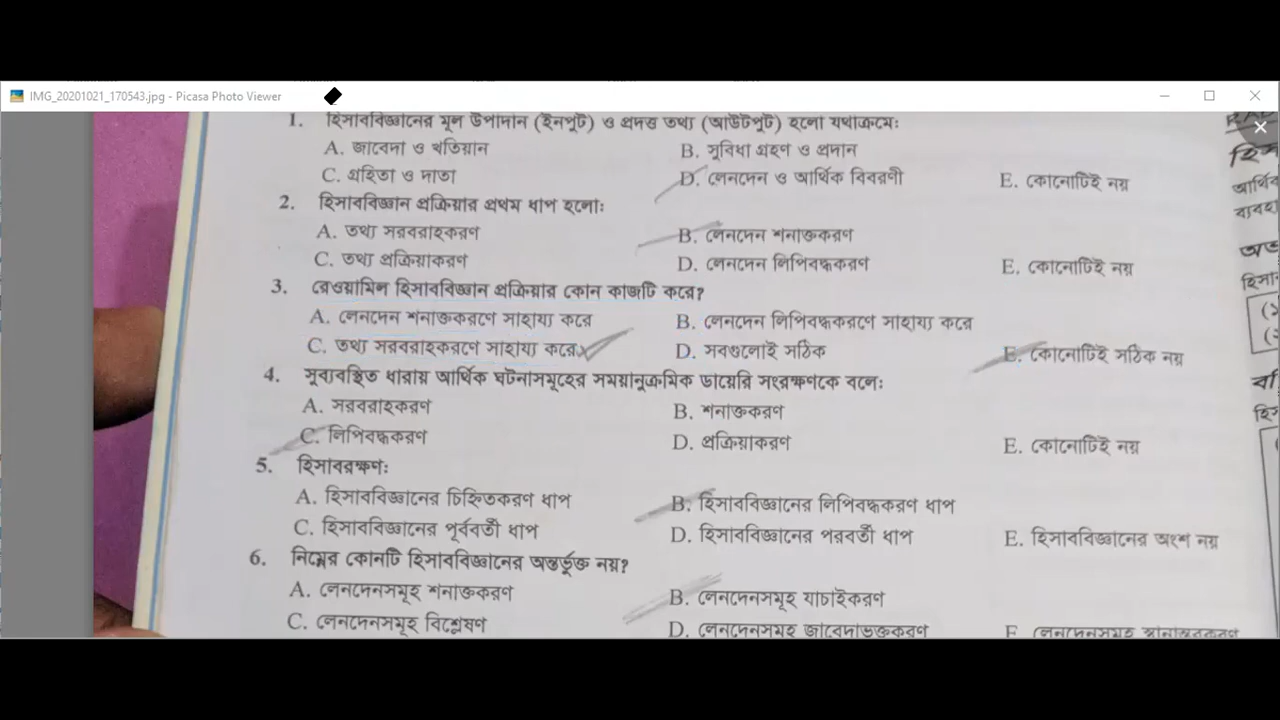 IMG_20201021_170543.jpg - Picasa Photo Viewer
1. হিসাববিজ্ঞানের মূল উপাদান (ইনপুট) ও প্রদত্ত তথ্য (আউটপুট) হলো যথাক্রমে:
A. জাবেদা ও খতিয়ান B. সুবিধা গ্রহণ ও প্রদান
C. গ্রহিতা ও দাতা D. লেনদেন ও আর্থিক বিবরণী E. কোনোটিই নয়
2. হিসাববিজ্ঞান প্রক্রিয়ার প্রথম ধাপ হলো:
A. তথ্য সরবরাহকরণ B. লেনদেন শনাক্তকরণ
C. তথ্য প্রক্রিয়াকরণ D. লেনদেন লিপিবদ্ধকরণ E. কোনোটিই নয়
3. রেওয়ামিল হিসাববিজ্ঞান প্রক্রিয়ার কোন কাজটি করে?
A. লেনদেন শনাক্তকরণে সাহায্য করে B. লেনদেন লিপিবদ্ধকরণে সাহায্য করে
C. তথ্য সরবরাহকরণে সাহায্য করে D. সবগুলোই সঠিক E. কোনোটিই সঠিক নয়
4. সুব্যবস্থিত ধারায় আর্থিক ঘটনাসমূহের সময়ানুক্রমিক ডায়েরি সংরক্ষণকে বলে:
A. সরবরাহকরণ B. শনাক্তকরণ
C. লিপিবদ্ধকরণ D. প্রক্রিয়াকরণ E. কোনোটিই নয়
5. হিসাবরক্ষণ:
A. হিসাববিজ্ঞানের চিহ্নিতকরণ ধাপ B. হিসাববিজ্ঞানের লিপিবদ্ধকরণ ধাপ
C. হিসাববিজ্ঞানের পূর্ববর্তী ধাপ D. হিসাববিজ্ঞানের পরবর্তী ধাপ E. হিসাববিজ্ঞানের অংশ নয়
6. নিম্নের কোনটি হিসাববিজ্ঞানের অন্তর্ভুক্ত নয়?
A. লেনদেনসমূহ শনাক্তকরণ B. লেনদেনসমূহ যাচাইকরণ
C. লেনদেনসমূহ বিশ্লেষণ D. লেনদেনসমূহ জাবেদাভুক্তকরণ
আর্থিক